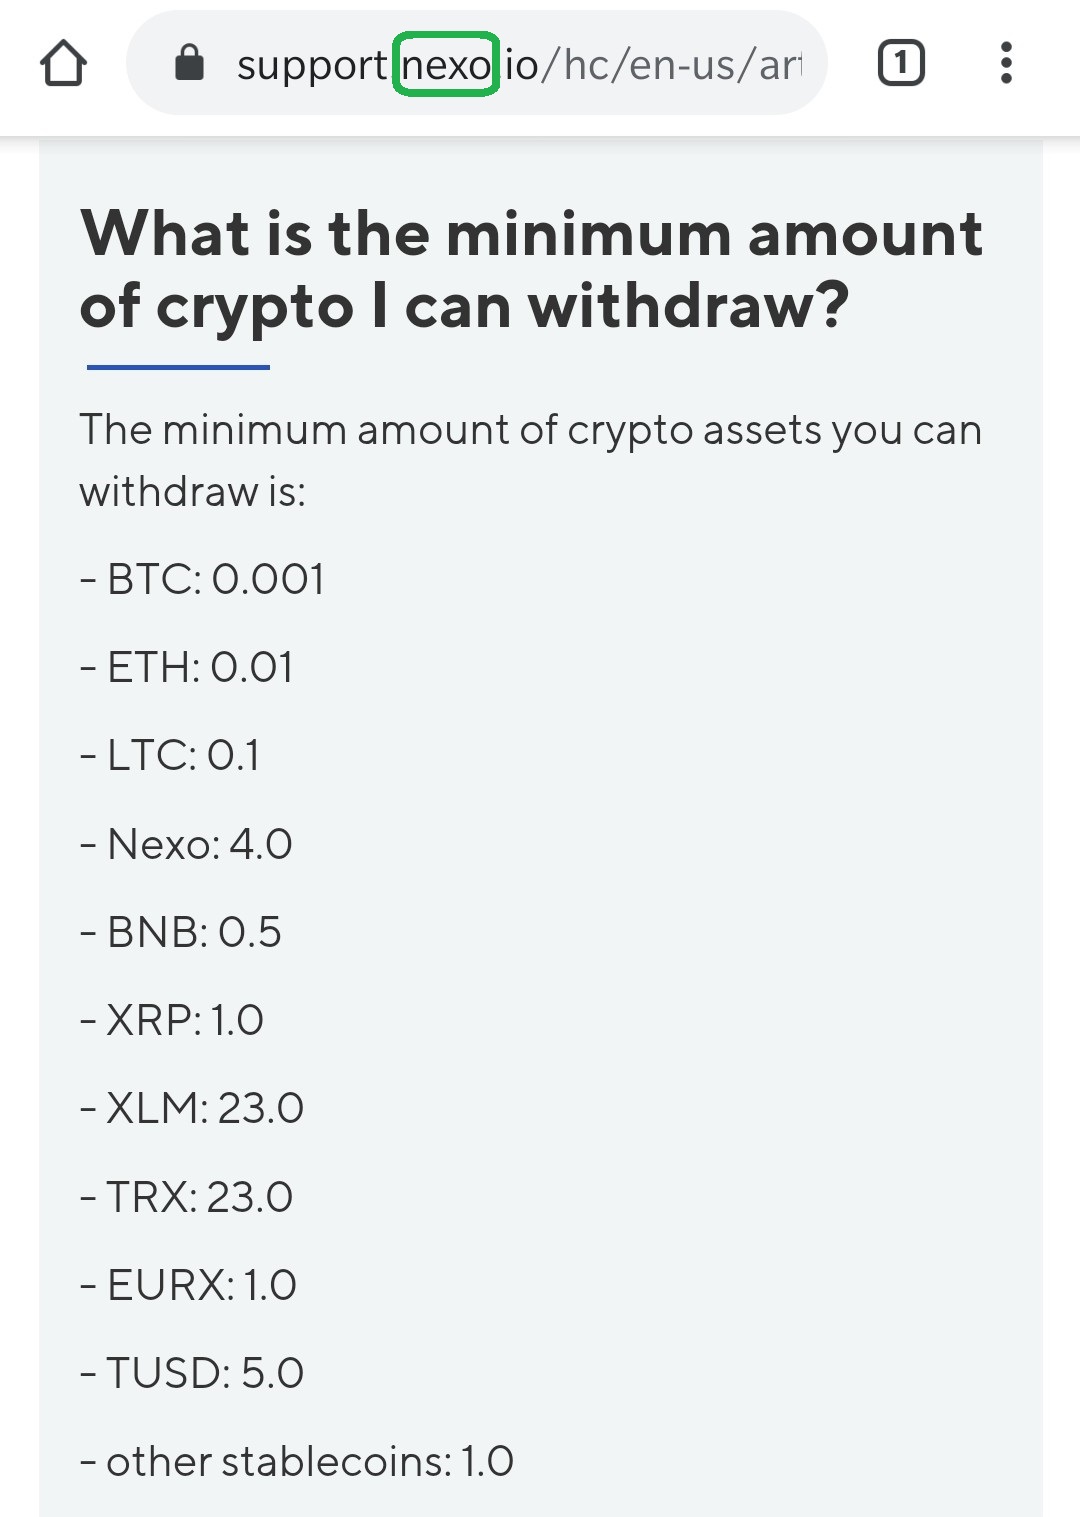 support.nexo.io/hc/en-us/art
1
What is the minimum amount
of crypto I can withdraw?
The minimum amount of crypto assets you can
withdraw is:
- BTC: 0.001
- ETH: 0.01
- LTC: 0.1
- Nexo: 4.0
- BNB: 0.5
- XRP: 1.0
- XLM: 23.0
- TRX: 23.0
- EURX: 1.0
- TUSD: 5.0
- other stablecoins: 1.0